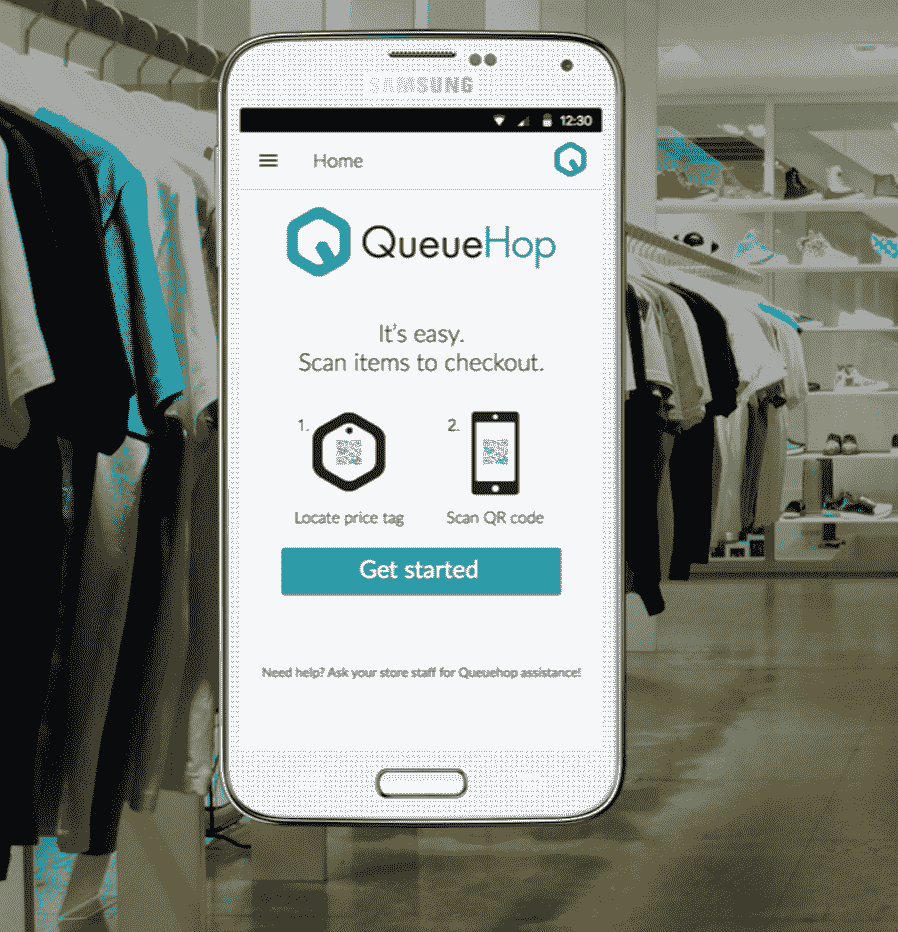 SAMSUNG
12:30
Home
QueueHop
It's easy.
Scan items to checkout.
1.
2.
Locate price tag
Scan QR code
Get started
Need help? Ask your store staff for Queuehop assistance!